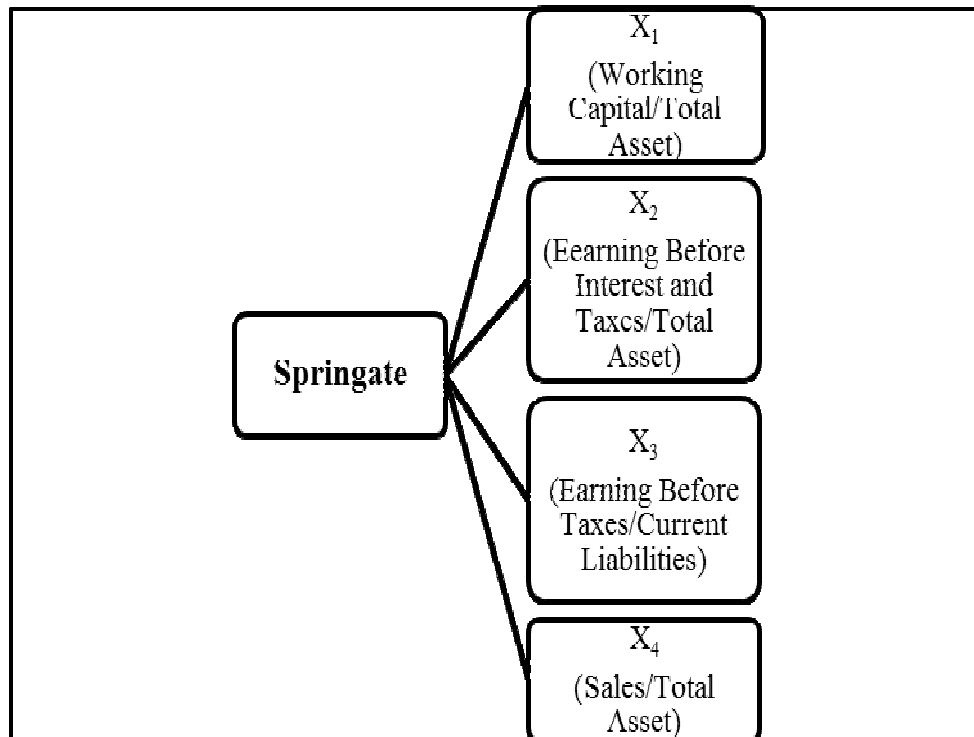 X₁
(Working
Capital/Total
Asset)
X₂
(Eearning Before
Interest and
Taxes/Total
Asset)
Springate
X₃
(Earning Before
Taxes/Current
Liabilities)
X₄
(Sales/Total
Asset)